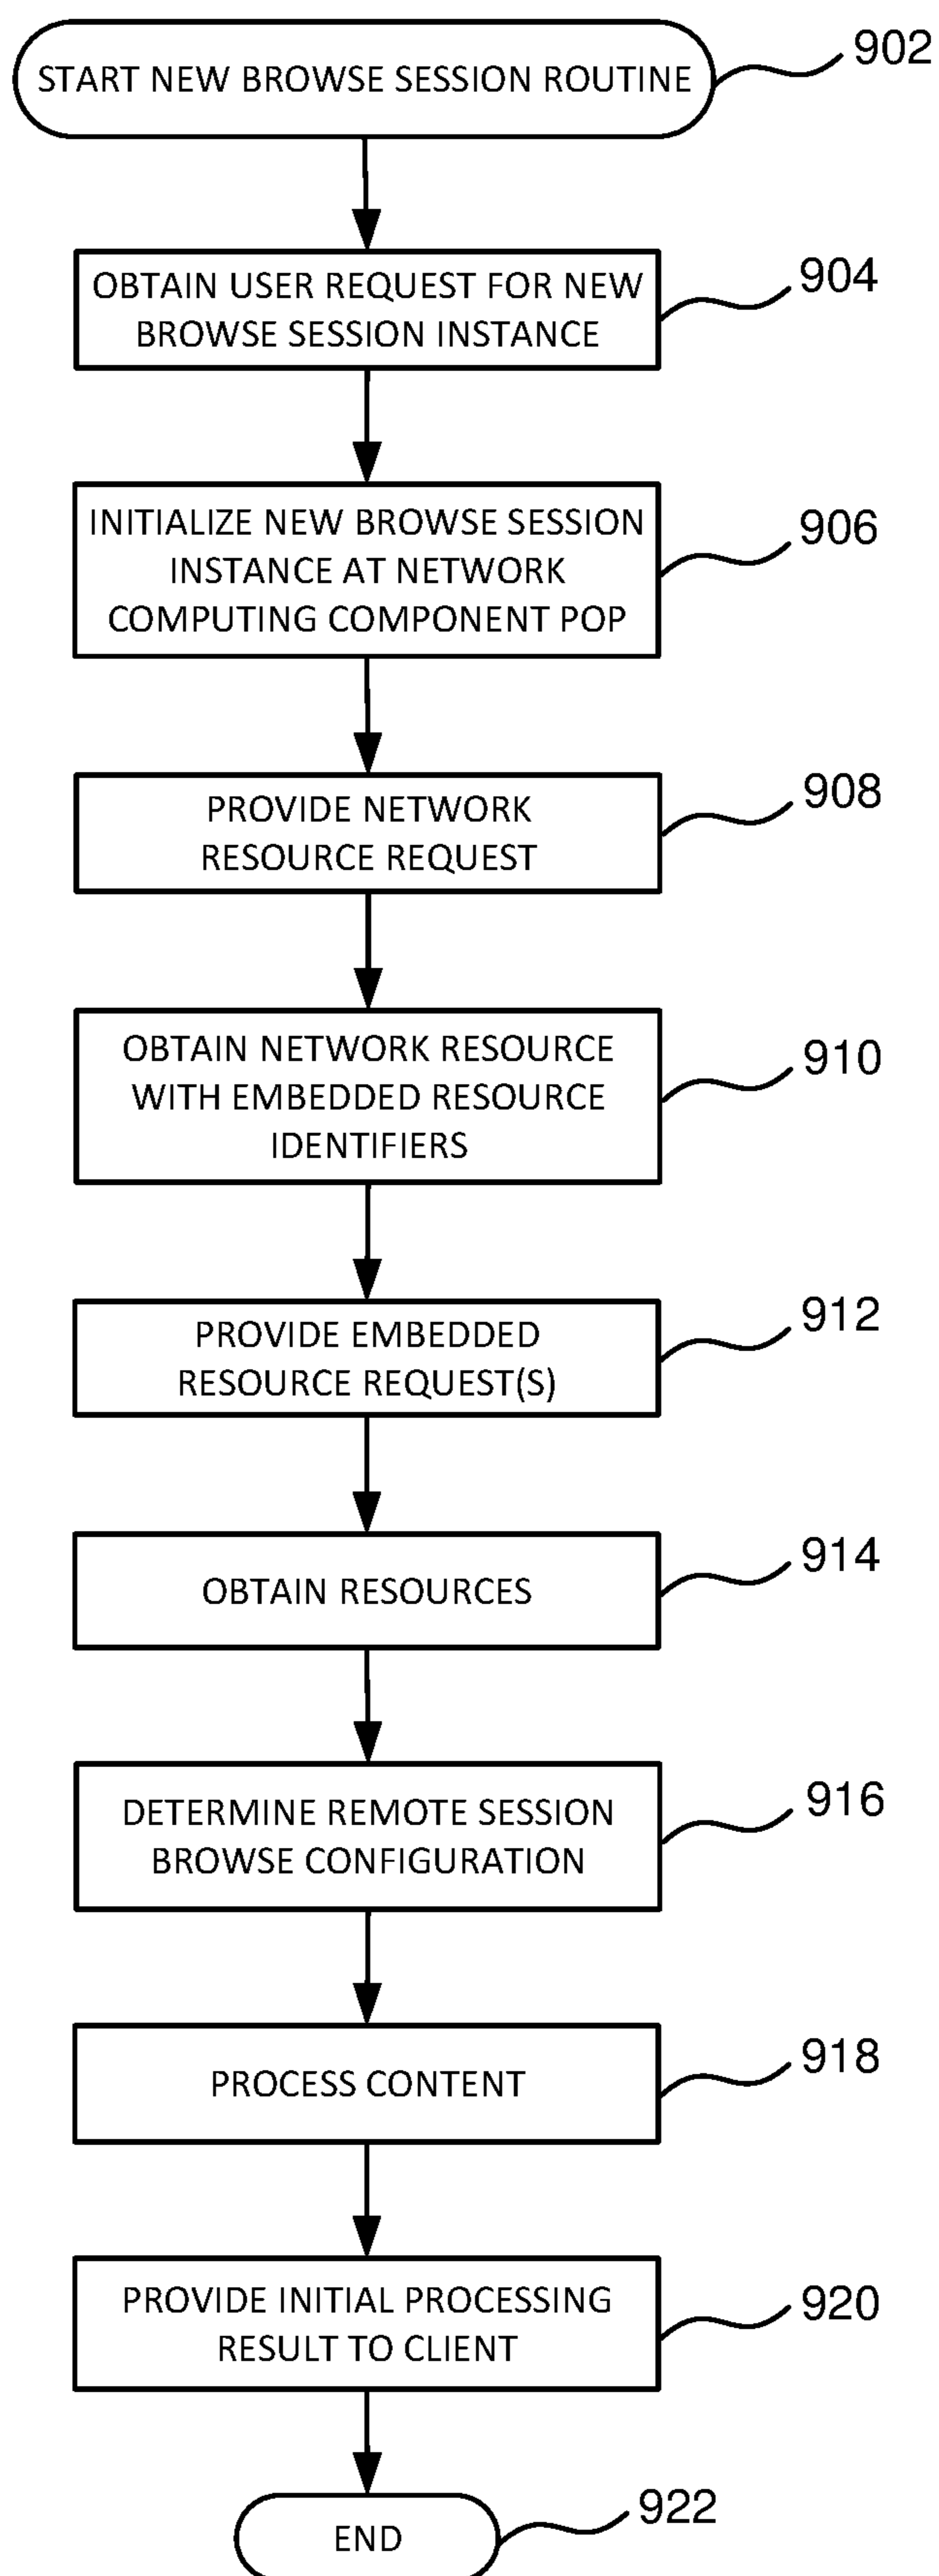 START NEW BROWSE SESSION ROUTINE
902
OBTAIN USER REQUEST FOR NEW
BROWSE SESSION INSTANCE
904
INITIALIZE NEW BROWSE SESSION
INSTANCE AT NETWORK
COMPUTING COMPONENT POP
906
PROVIDE NETWORK
RESOURCE REQUEST
908
OBTAIN NETWORK RESOURCE
WITH EMBEDDED RESOURCE
IDENTIFIERS
910
PROVIDE EMBEDDED
RESOURCE REQUEST(S)
912
OBTAIN RESOURCES
914
DETERMINE REMOTE SESSION
BROWSE CONFIGURATION
916
PROCESS CONTENT
918
PROVIDE INITIAL PROCESSING
RESULT TO CLIENT
920
END
922